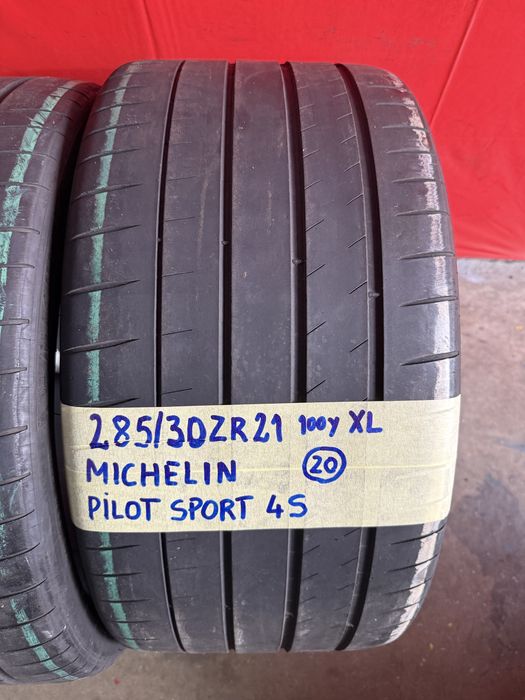 285/30ZR21 100y XL
MICHELIN 20
PiLOT SPORT 4S